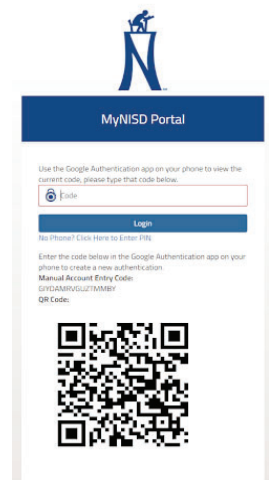 N
MyNISD Portal
Use the Google Authentication app on your phone to view the
current code, please type that code below.
Code
Login
No Phone? Click Here to Enter PIN
Enter the code below in the Google Authentication app on your
phone to create a new authentication
Manual Account Entry Code:
QR Code: